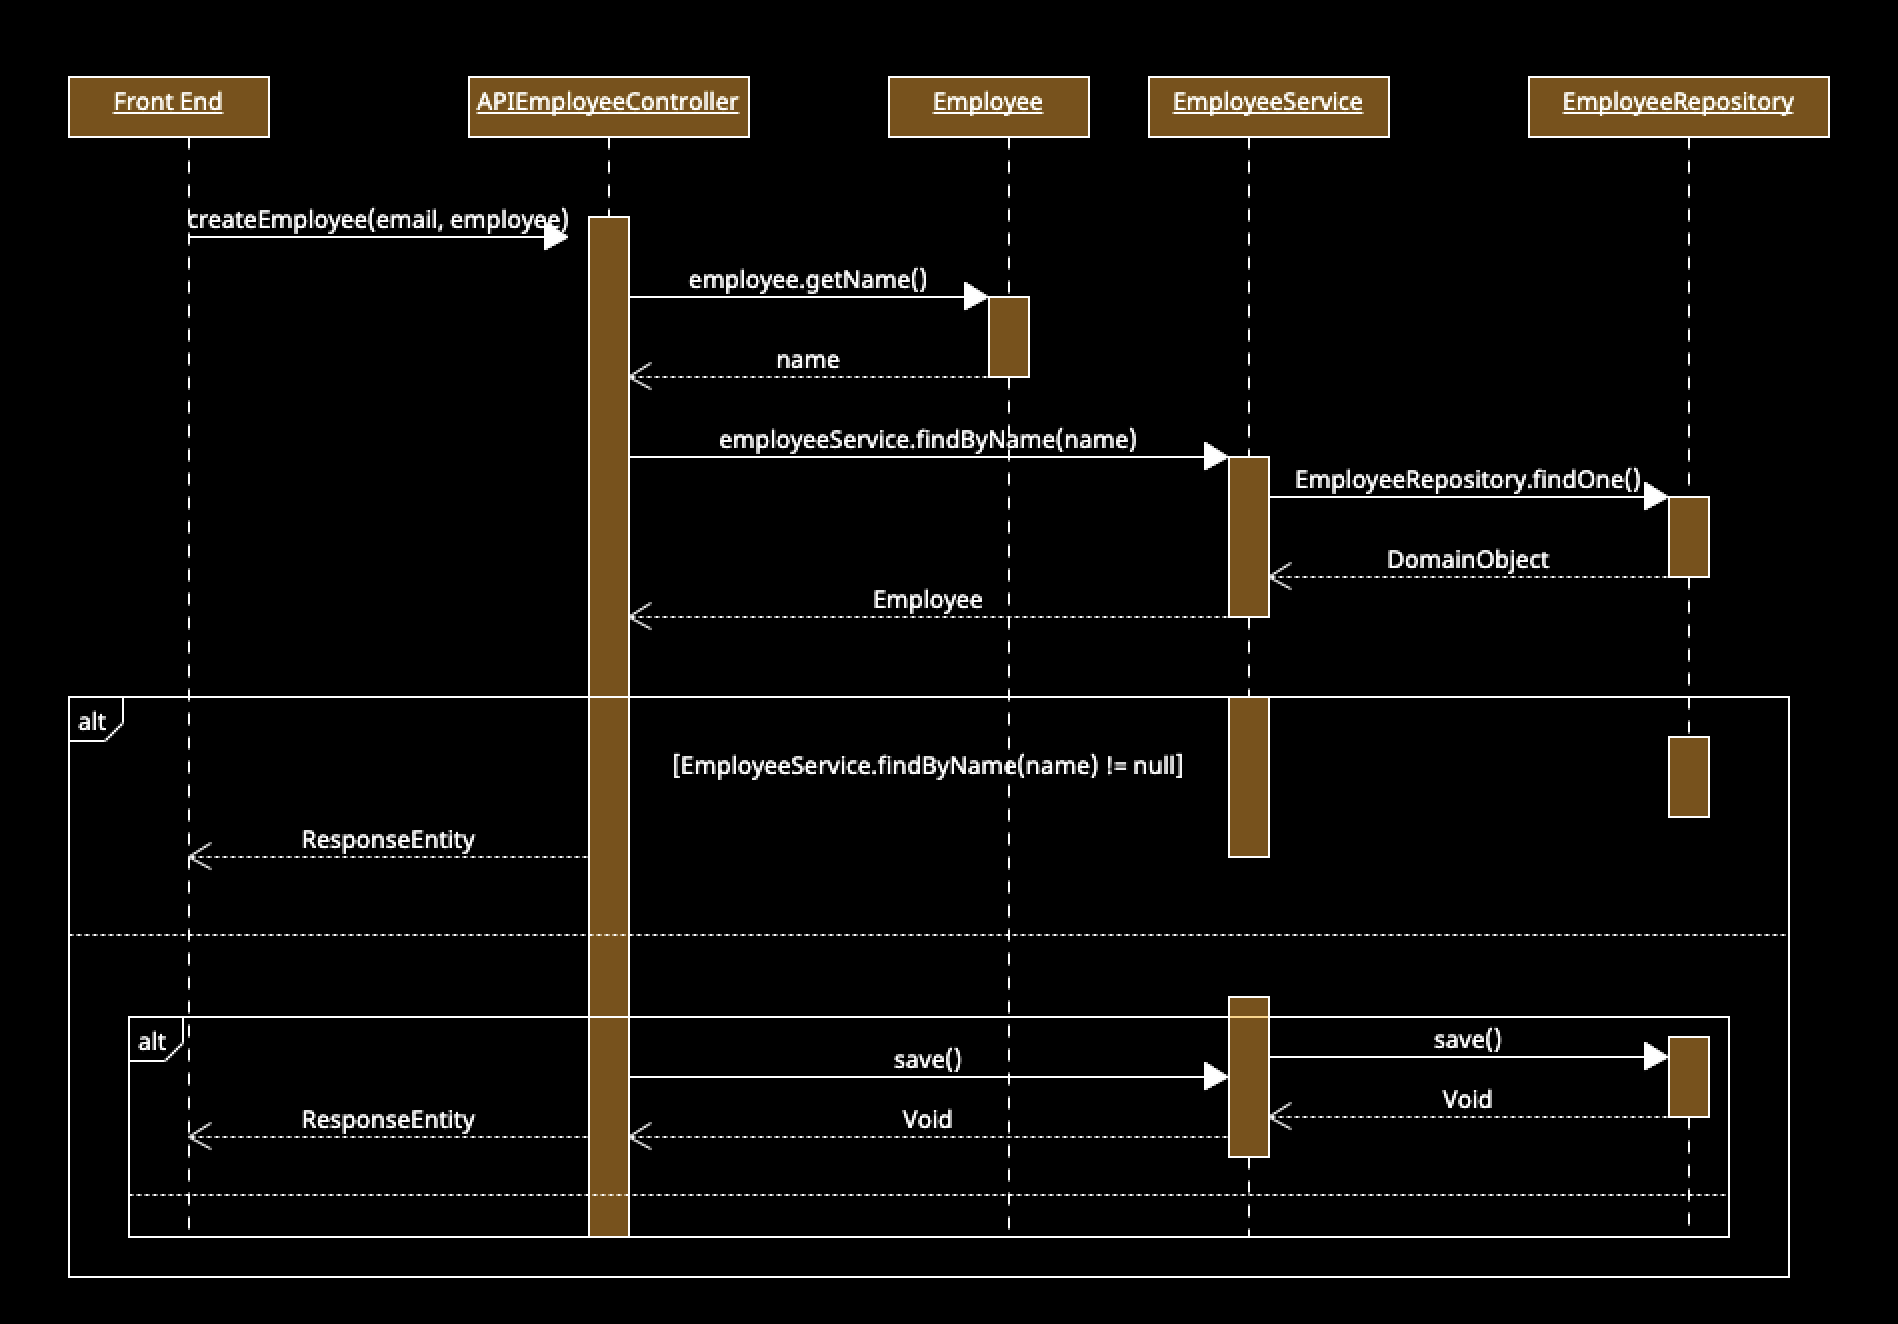 Front End
APIEmployeeController
Employee
EmployeeService
EmployeeRepository
createEmployee(email, employee)
employee.getName()
name
employeeService.findByName(name)
EmployeeRepository.findOne()
DomainObject
Employee
alt
[EmployeeService.findByName(name) != null]
ResponseEntity
alt
save()
save()
Void
Void
ResponseEntity